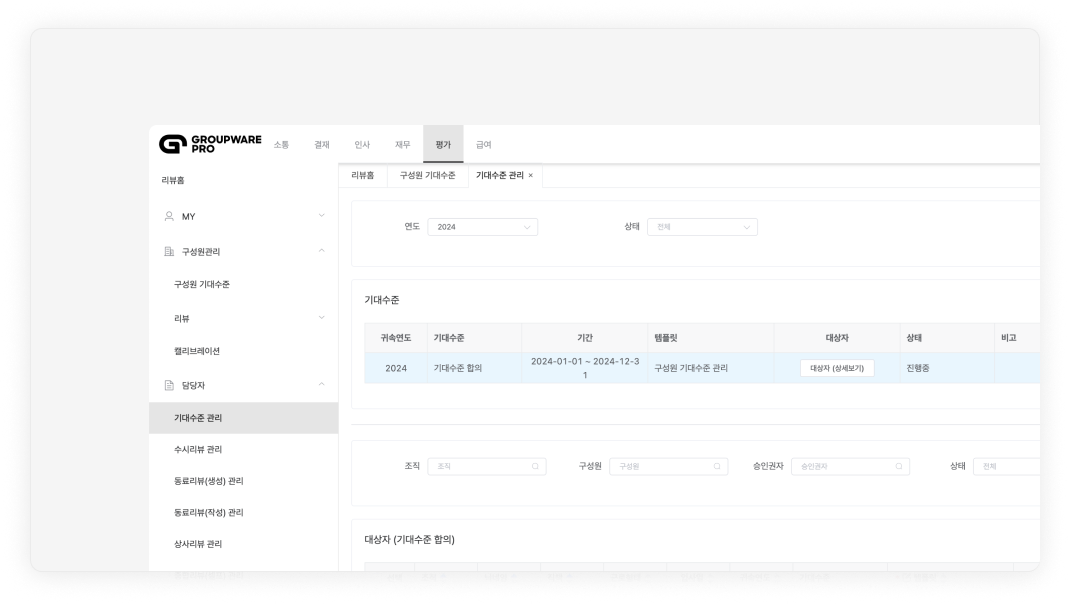 GROUPWARE PRO
소통 결재 인사 재무 평가 급여
리뷰홈 구성원 기대수준 기대수준 관리 ×
리뷰홈
MY
구성원관리
구성원 기대수준
리뷰
캘리브레이션
담당자
기대수준 관리
수시리뷰 관리
동료리뷰(생성) 관리
동료리뷰(작성) 관리
상사리뷰 관리
연도 2024 상태 전체
기대수준
귀속연도 기대수준 기간 템플릿 대상자 상태 비고
2024 기대수준 합의 2024-01-01 ~ 2024-12-31 구성원 기대수준 관리 대상자 (상세보기) 진행중
조직 조직 구성원 구성원 승인권자 승인권자 상태 전체
대상자 (기대수준 합의)